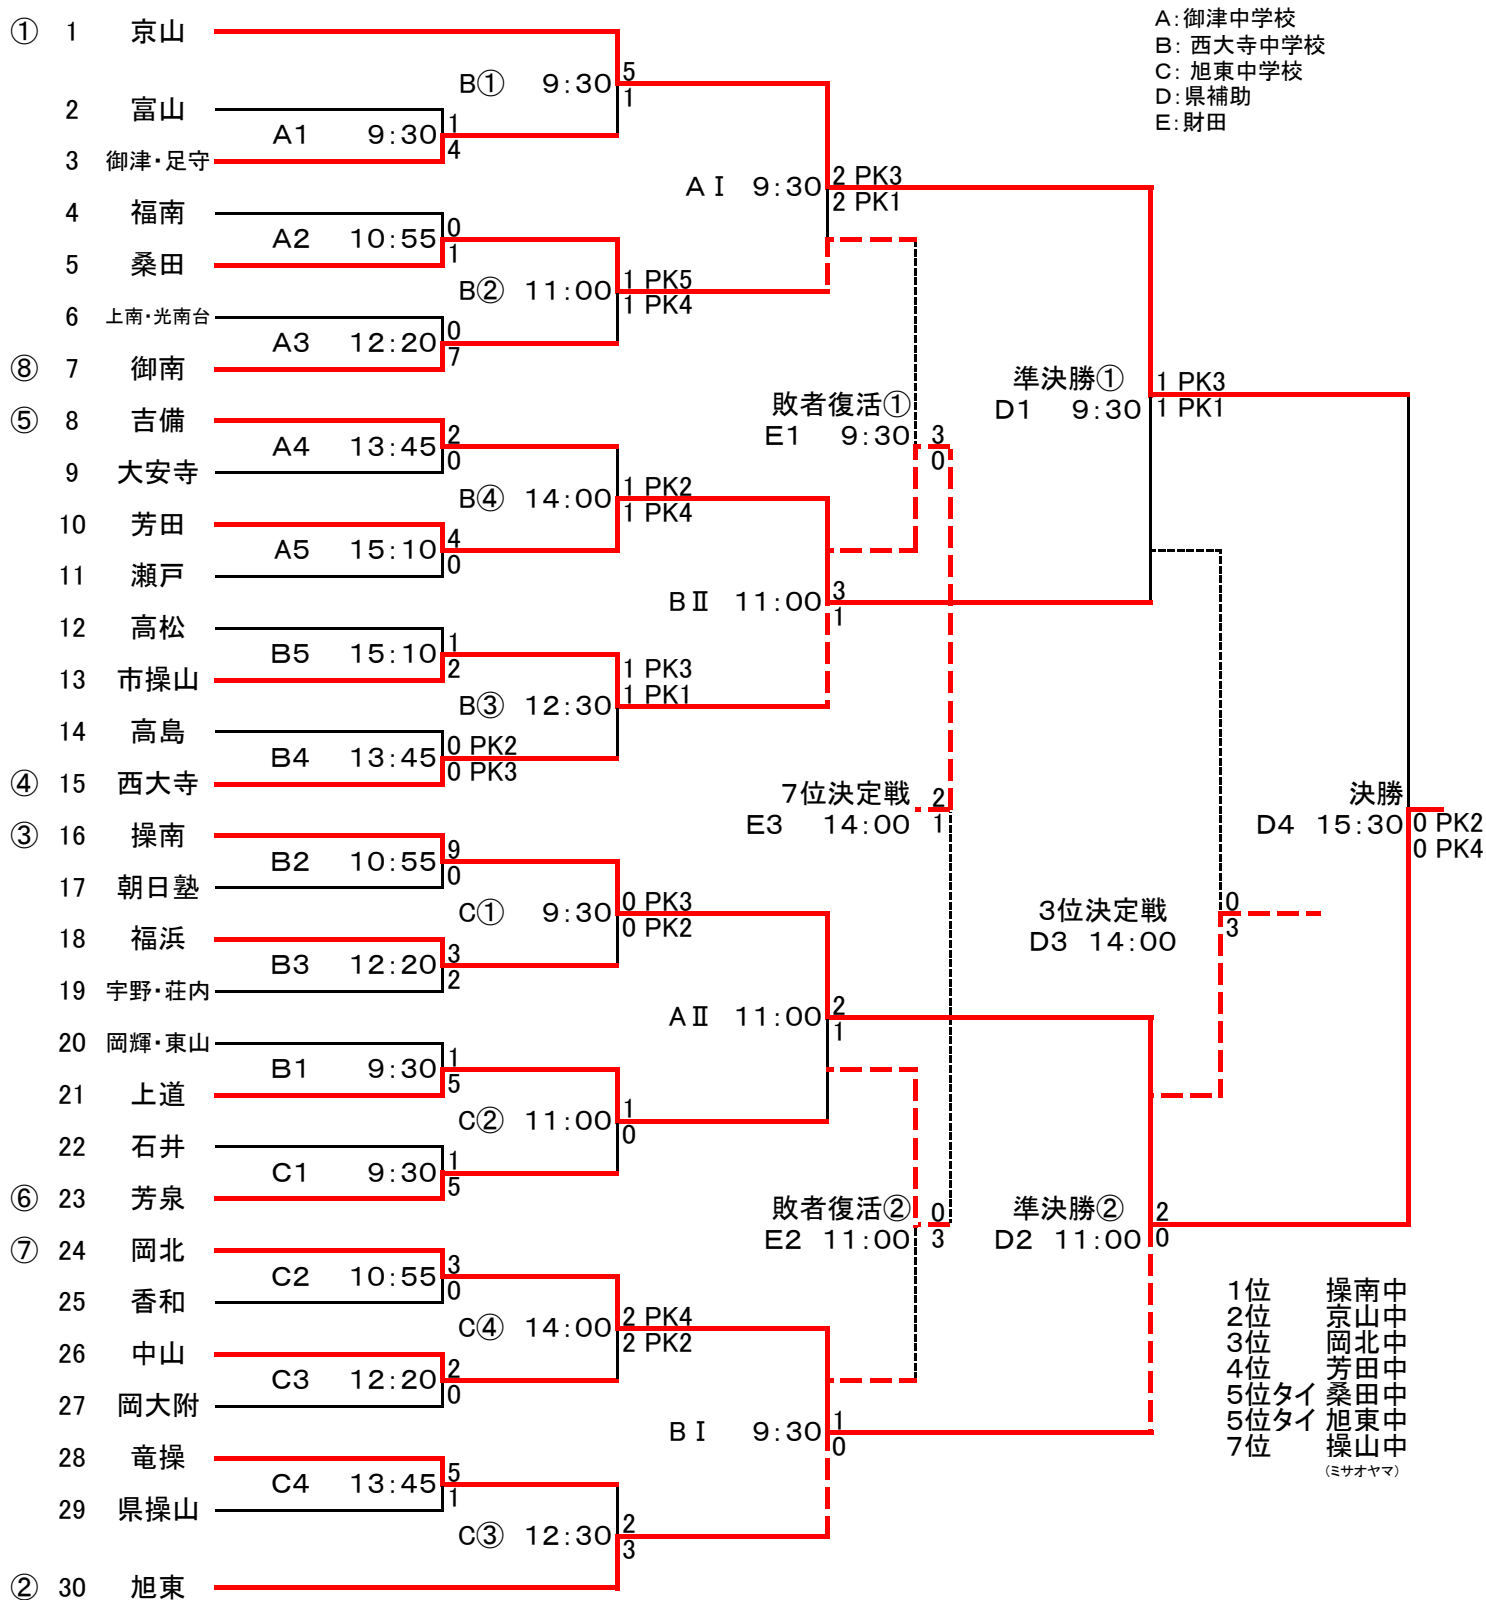 A：御津中学校
B：西大寺中学校
C：旭東中学校
D：県補助
E：財田
① 1 京山
B① 9:30 5
1
2 富山
A1 9:30 1
4
3 御津・足守
AⅠ 9:30 2 PK3
2 PK1
4 福南
A2 10:55 0
1
5 桑田
B② 11:00 1 PK5
1 PK4
6 上南・光南台
A3 12:20 0
7
⑧ 7 御南
準決勝①
D1 9:30 1 PK3
1 PK1
敗者復活①
E1 9:30 3
0
⑤ 8 吉備
A4 13:45 2
0
9 大安寺
B④ 14:00 1 PK2
1 PK4
10 芳田
A5 15:10 4
0
11 瀬戸
BⅡ 11:00 3
1
12 高松
B5 15:10 1
2
13 市操山
B③ 12:30 1 PK3
1 PK1
14 高島
B4 13:45 0 PK2
0 PK3
④ 15 西大寺
7位決定戦 2
E3 14:00 1
決勝
D4 15:30 0 PK2
0 PK4
③ 16 操南
B2 10:55 9
0
17 朝日塾
C① 9:30 0 PK3
0 PK2
3位決定戦 0
D3 14:00 3
18 福浜
B3 12:20 3
2
19 宇野・荘内
AⅡ 11:00 2
1
20 岡輝・東山
B1 9:30 1
5
21 上道
C② 11:00 1
0
22 石井
C1 9:30 1
5
⑥ 23 芳泉
敗者復活② 0
E2 11:00 3
準決勝② 2
D2 11:00 0
⑦ 24 岡北
C2 10:55 3
0
25 香和
C④ 14:00 2 PK4
2 PK2
26 中山
C3 12:20 2
0
27 岡大附
BⅠ 9:30 1
0
28 竜操
C4 13:45 5
1
29 県操山
C③ 12:30 2
3
② 30 旭東
1位 操南中
2位 京山中
3位 岡北中
4位 芳田中
5位タイ 桑田中
5位タイ 旭東中
7位 操山中
(ミサオヤマ)